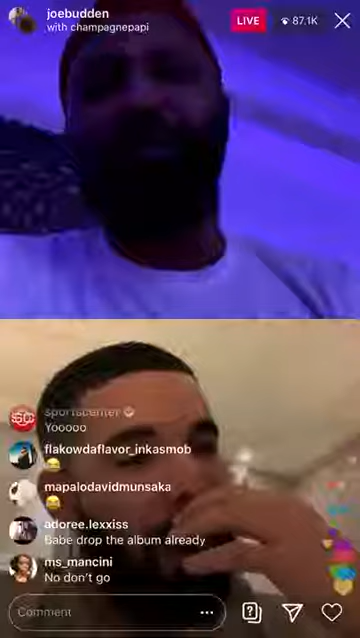 joebudden
with champagnepapi
LIVE
87.1K
sportscenter
Yooooo
flakowdaflavor_inkasmob
😂
mapalodavidmunsaka
😂
adoree.lexxiss
Babe drop the album already
ms_mancini
No don't go
Comment